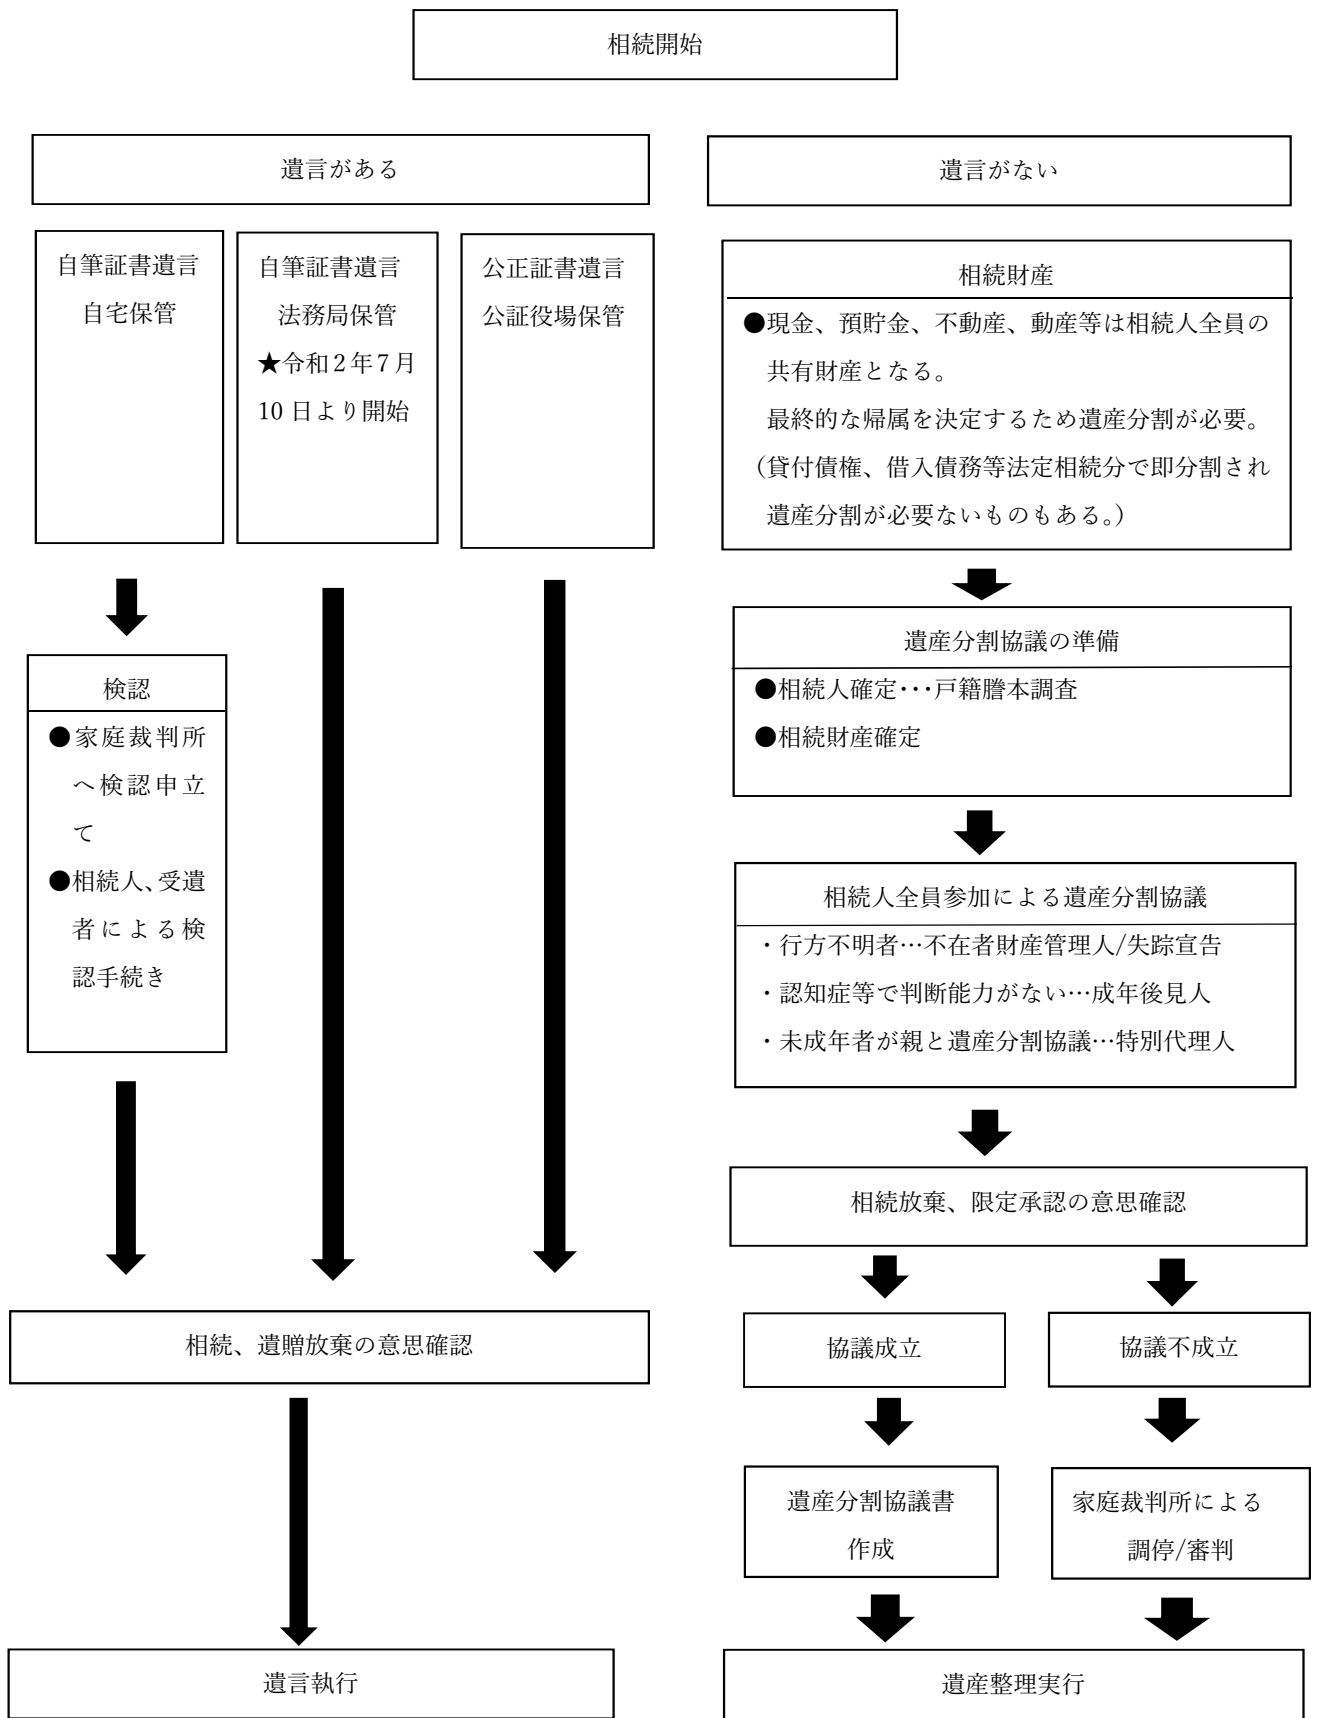 相続開始
遺言がある
自筆証書遺言
自宅保管
自筆証書遺言
法務局保管
★令和2年7月
10 日より開始
公正証書遺言
公証役場保管
検認
●家庭裁判所
へ検認申立
て
●相続人、受遺
者による検
認手続き
相続、遺贈放棄の意思確認
遺言執行
遺言がない
相続財産
●現金、預貯金、不動産、動産等は相続人全員の
共有財産となる。
最終的な帰属を決定するため遺産分割が必要。
(貸付債権、借入債務等法定相続分で即分割され
遺産分割が必要ないものもある。)
遺産分割協議の準備
●相続人確定･･･戸籍謄本調査
●相続財産確定
相続人全員参加による遺産分割協議
・行方不明者…不在者財産管理人/失踪宣告
・認知症等で判断能力がない…成年後見人
・未成年者が親と遺産分割協議…特別代理人
相続放棄、限定承認の意思確認
協議成立
協議不成立
遺産分割協議書
作成
家庭裁判所による
調停/審判
遺産整理実行